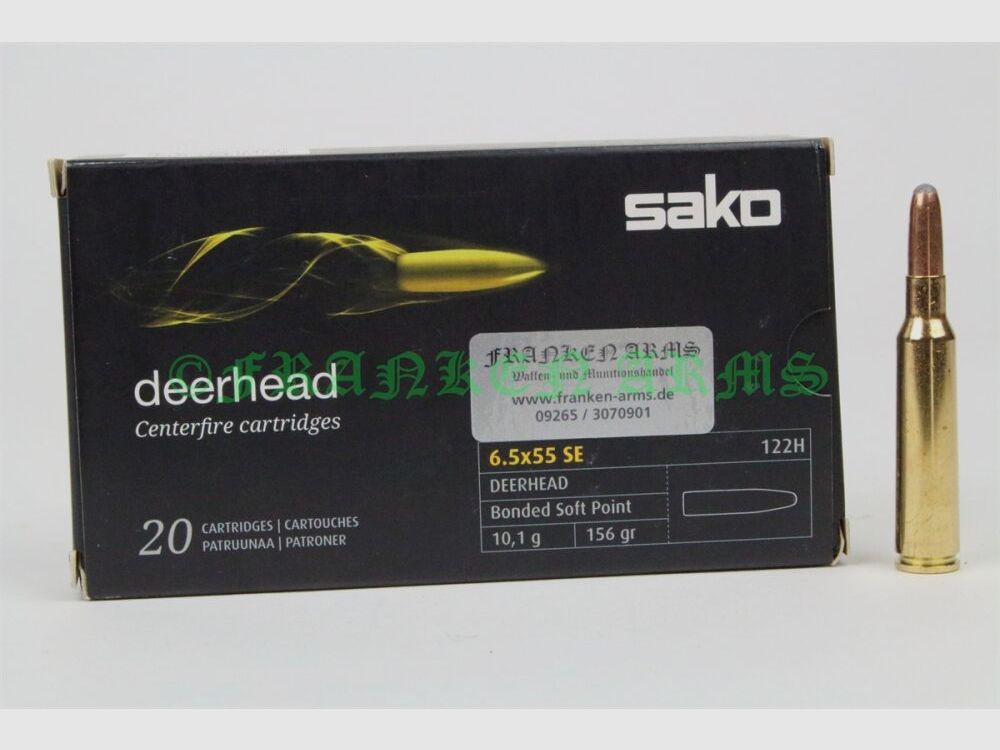 sako
©FRANKEN ARMS
FRANKEN ARMS
Waffen- und Munitionshandel
www.franken-arms.de
09265 / 3070901
deerhead
Centerfire cartridges
6.5x55 SE
122H
DEERHEAD
Bonded Soft Point
10,1 g
156 gr
20 CARTRIDGES | CARTOUCHES
PATRUUNAA | PATRONER